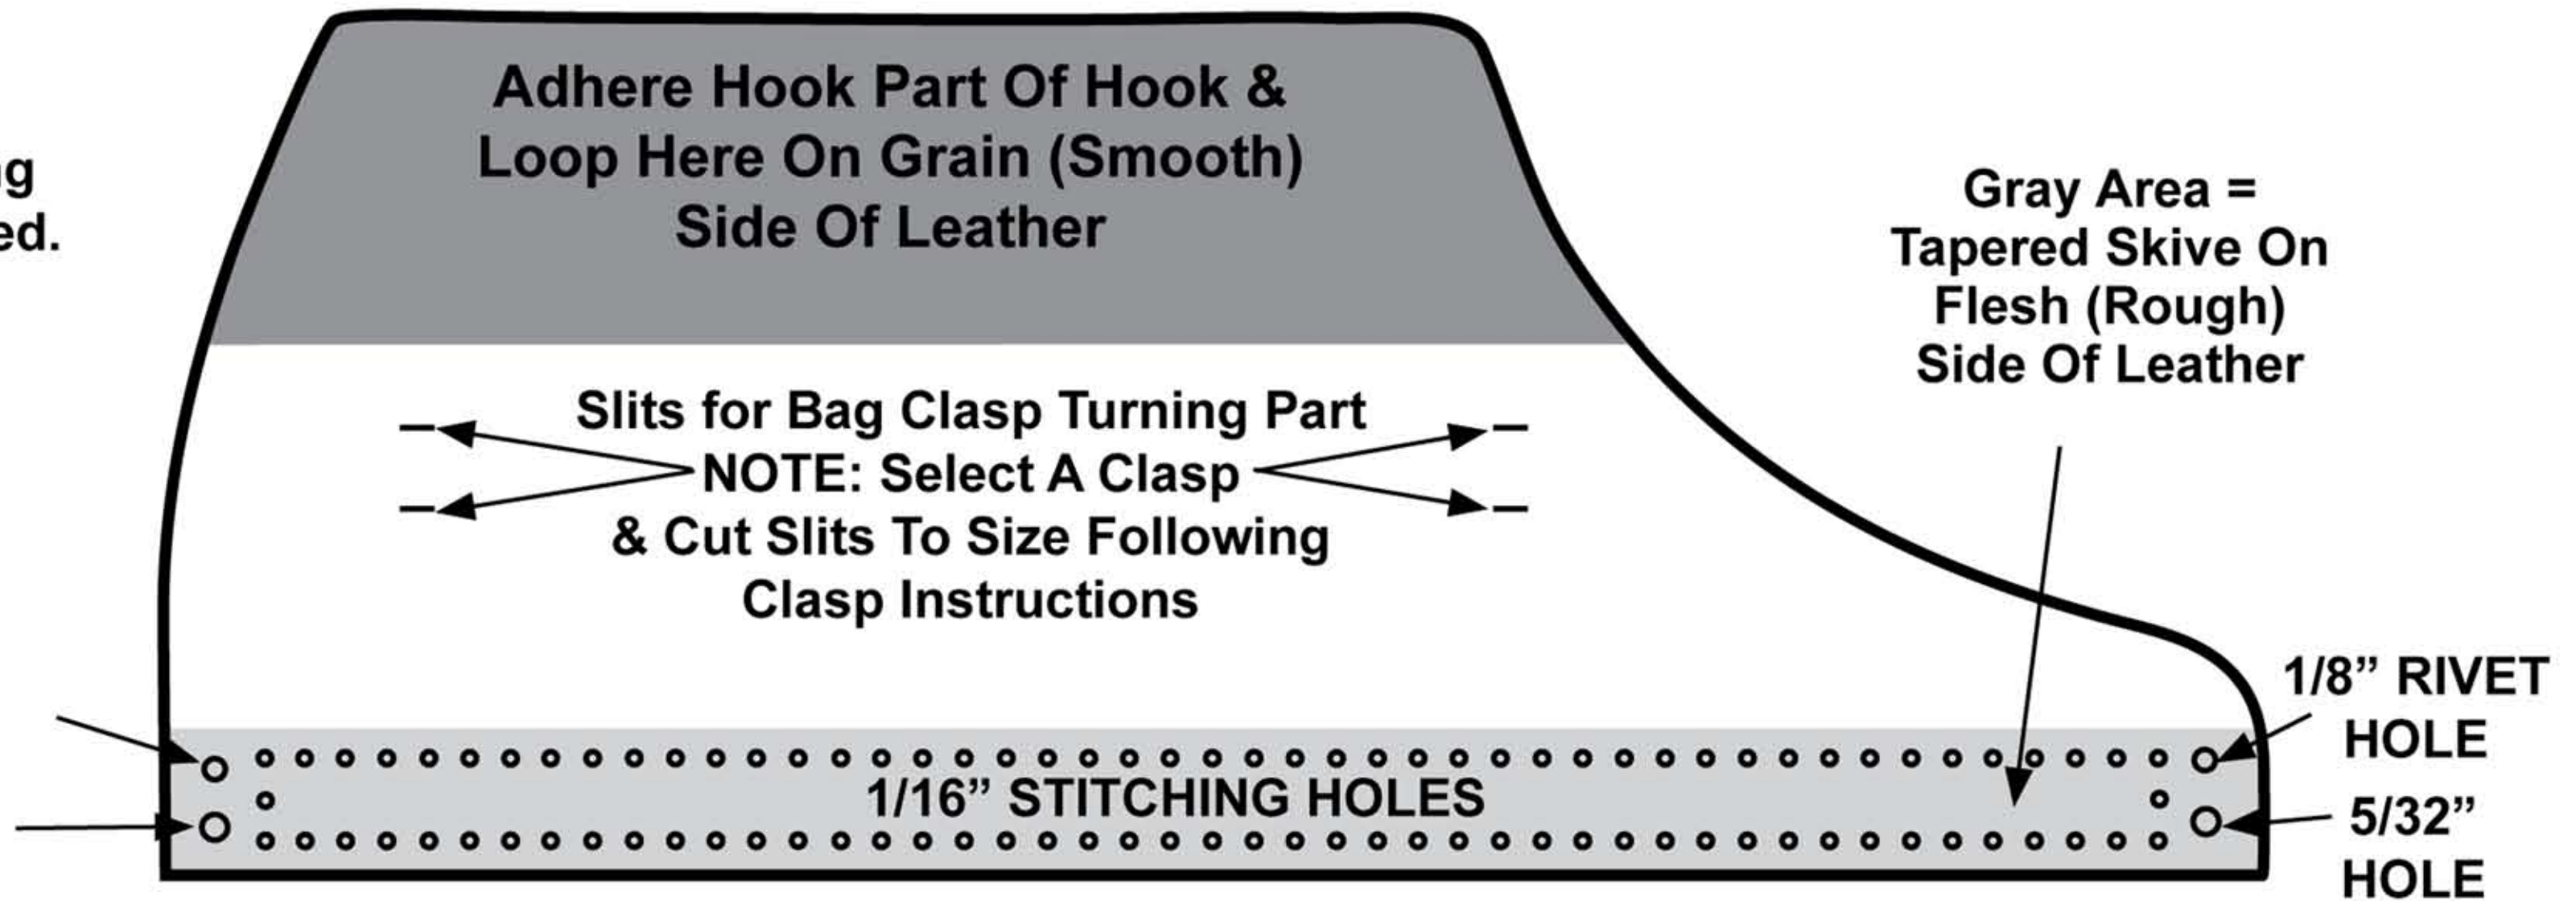 Adhere Hook Part Of Hook &
Loop Here On Grain (Smooth)
Side Of Leather
ed.
Gray Area =
Tapered Skive On
Flesh (Rough)
Side Of Leather
Slits for Bag Clasp Turning Part
NOTE: Select A Clasp
& Cut Slits To Size Following
Clasp Instructions
1/8” RIVET
HOLE
1/16” STITCHING HOLES
5/32”
HOLE